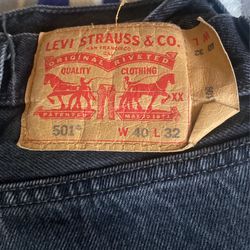 LEVI STRAUSS & CO.
SAN FRANCISCO
CAL
ORIGINAL RIVETED
QUALITY CLOTHING
XX
PATENTED MAY 20 1873
501® W 40 L 32